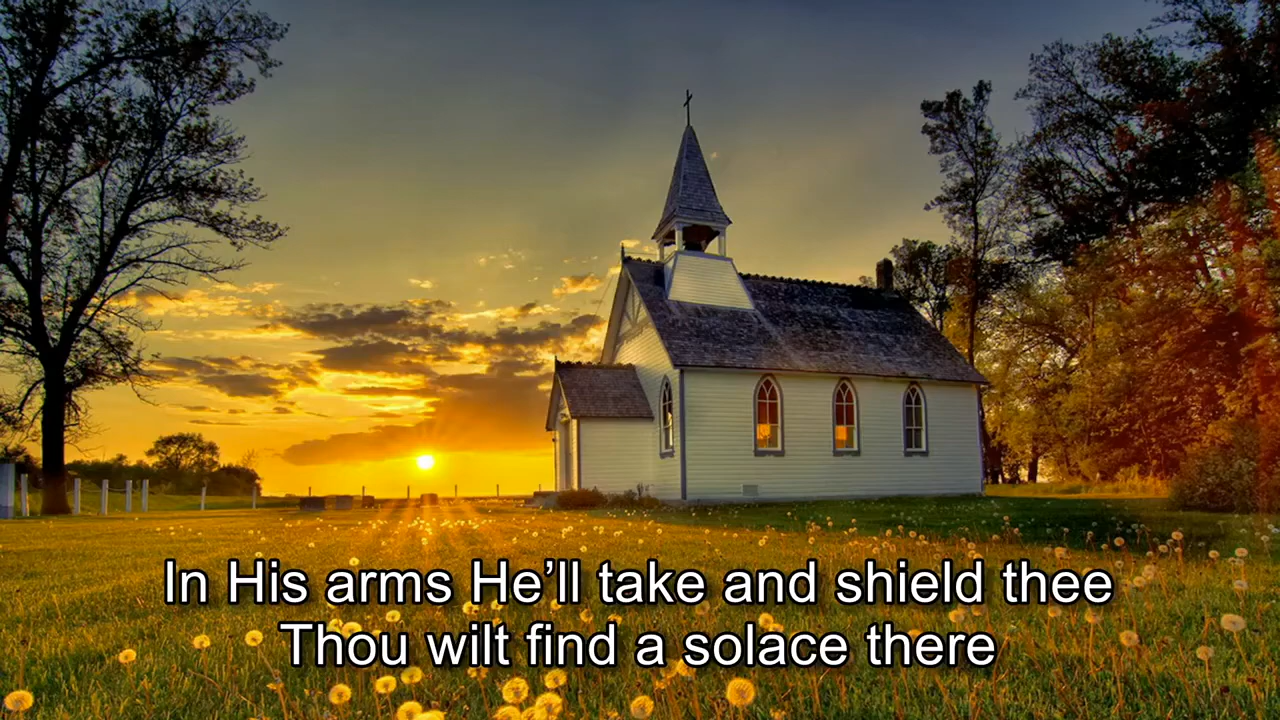 In His arms He’ll take and shield thee
Thou wilt find a solace there